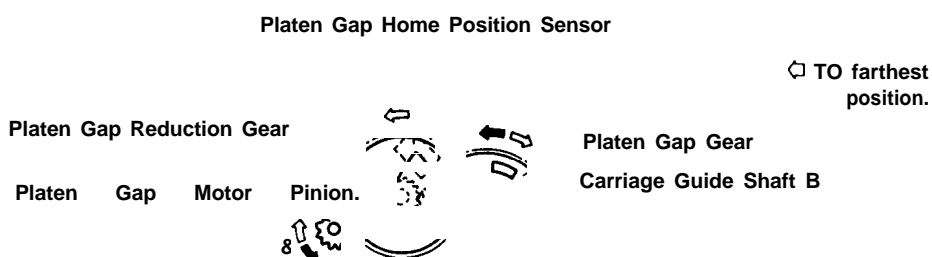 Platen Gap Home Position Sensor
TO farthest
position.
Platen Gap Reduction Gear
Platen Gap Gear
Carriage Guide Shaft B
Platen Gap Motor Pinion.
8